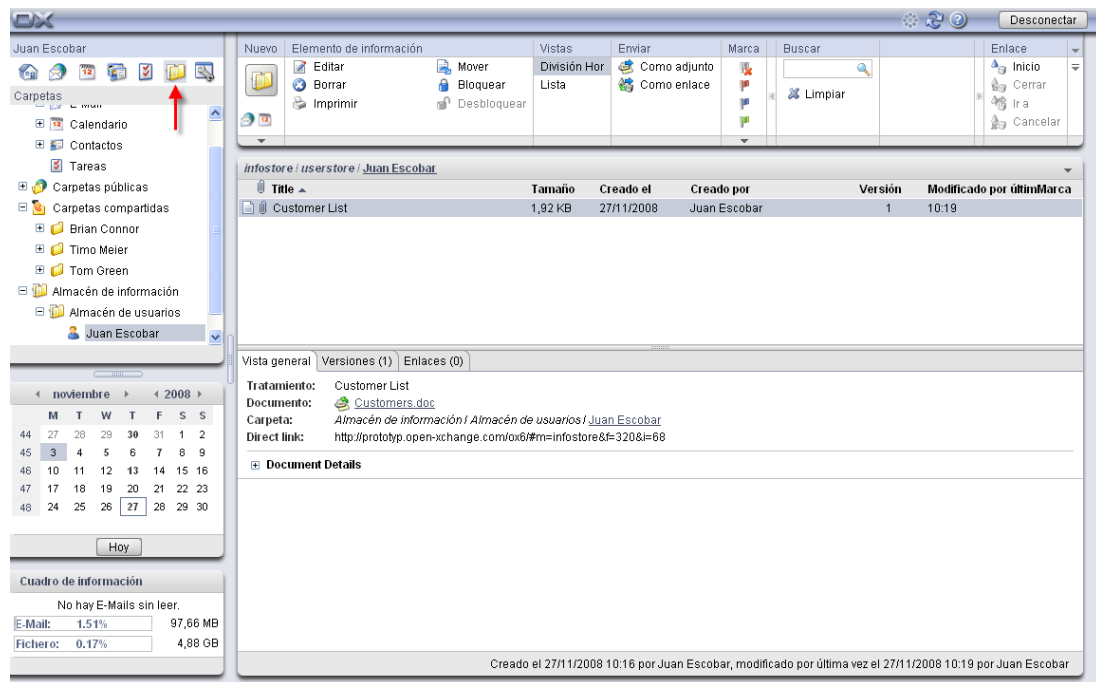 OX
Desconectar
Juan Escobar
Carpetas
E-Mail
Calendario
Contactos
Tareas
Carpetas públicas
Carpetas compartidas
Brian Connor
Timo Meier
Tom Green
Almacén de información
Almacén de usuarios
Juan Escobar
noviembre 2008
M T W T F S S
44 27 28 29 30 31 1 2
45 3 4 5 6 7 8 9
46 10 11 12 13 14 15 16
47 17 18 19 20 21 22 23
48 24 25 26 27 28 29 30
Hoy
Cuadro de información
No hay E-Mails sin leer.
E-Mail: 1.51% 97,66 MB
Fichero: 0.17% 4,88 GB
Nuevo Elemento de información Vistas Enviar Marca Buscar Enlace
Editar Mover División Hor Como adjunto Inicio
Borrar Bloquear Lista Como enlace Limpiar Cerrar
Imprimir Desbloquear Ir a
Cancelar
infostore / userstore / Juan Escobar
Title Tamaño Creado el Creado por Versión Modificado por últimMarca
Customer List 1,92 KB 27/11/2008 Juan Escobar 1 10:19
Vista general Versiones (1) Enlaces (0)
Tratamiento: Customer List
Documento: Customers.doc
Carpeta: Almacén de información / Almacén de usuarios / Juan Escobar
Direct link: http://prototyp.open-xchange.com/ox6/#m=infostore&f=320&i=68
Document Details
Creado el 27/11/2008 10:16 por Juan Escobar, modificado por última vez el 27/11/2008 10:19 por Juan Escobar